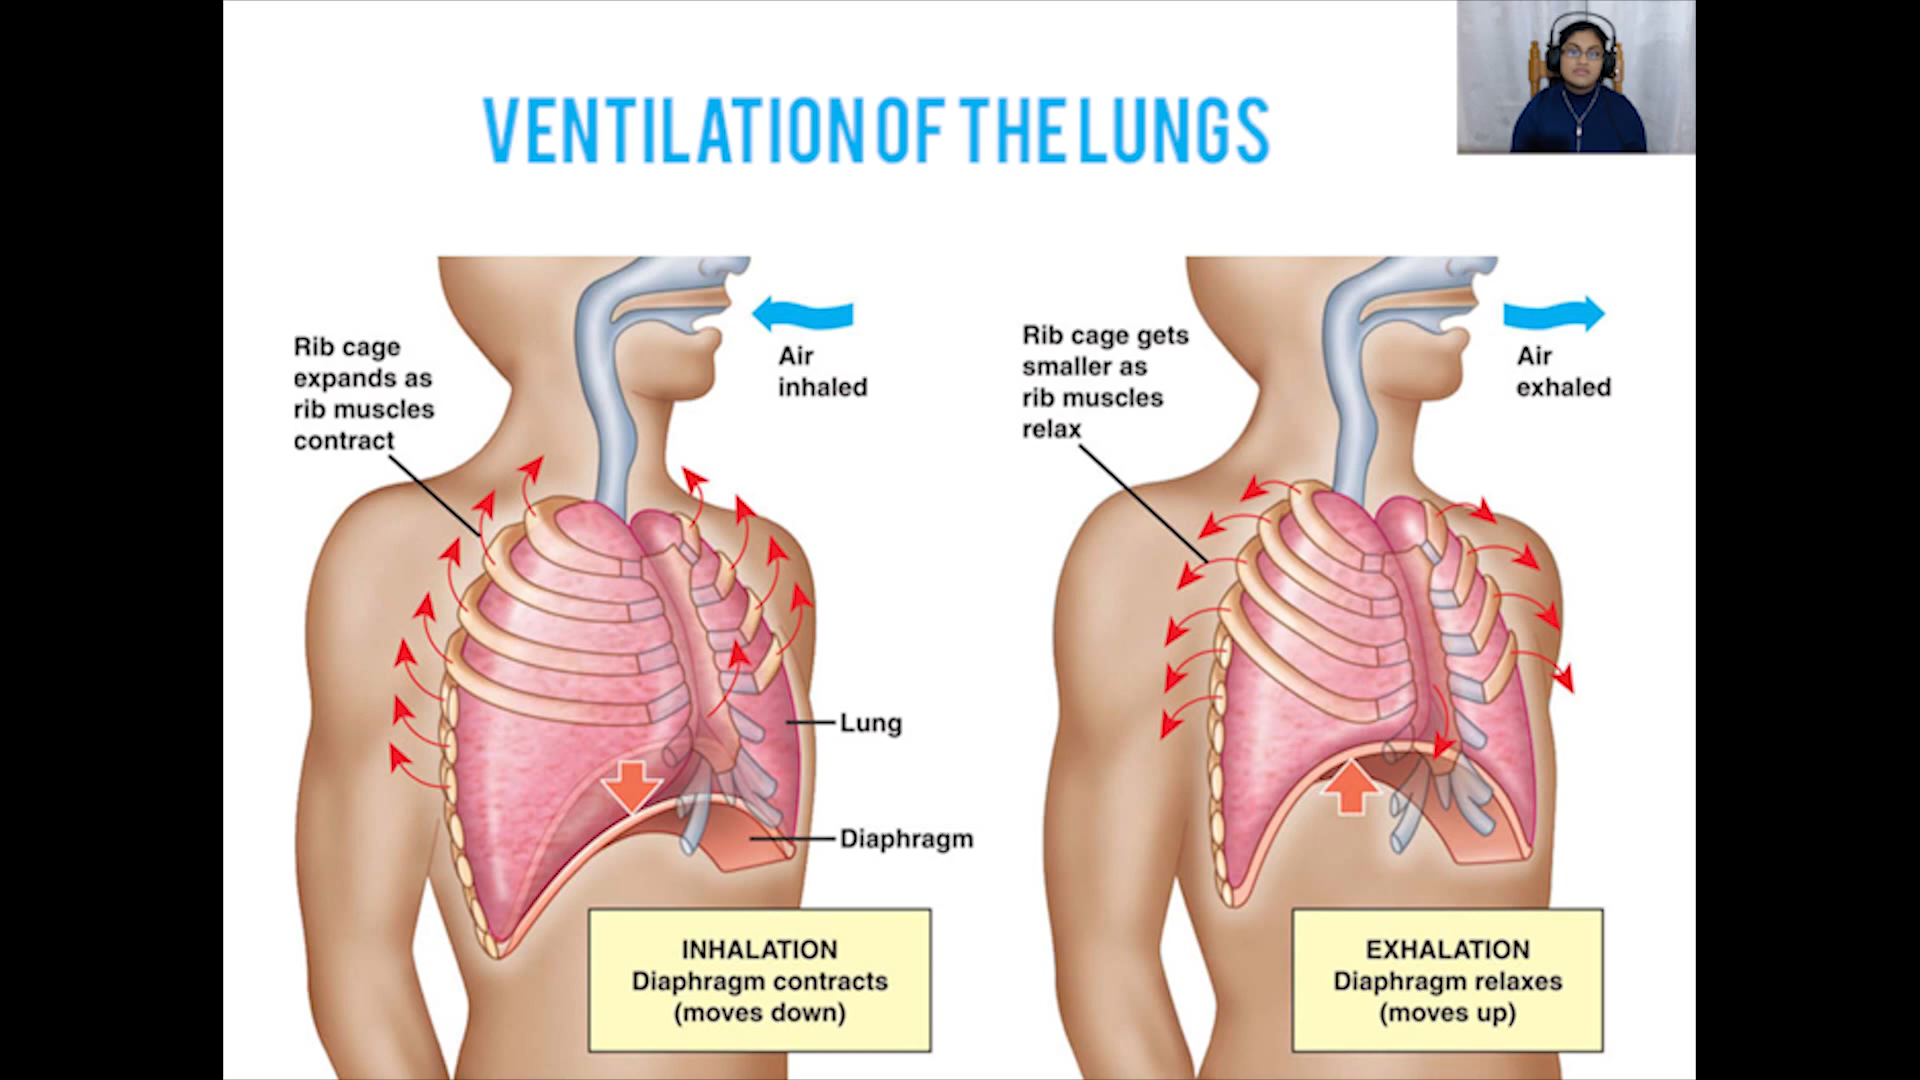 VENTILATION OF THE LUNGS
Rib cage
expands as
rib muscles
contract
Air
inhaled
Lung
Diaphragm
INHALATION
Diaphragm contracts
(moves down)
Rib cage gets
smaller as
rib muscles
relax
Air
exhaled
EXHALATION
Diaphragm relaxes
(moves up)